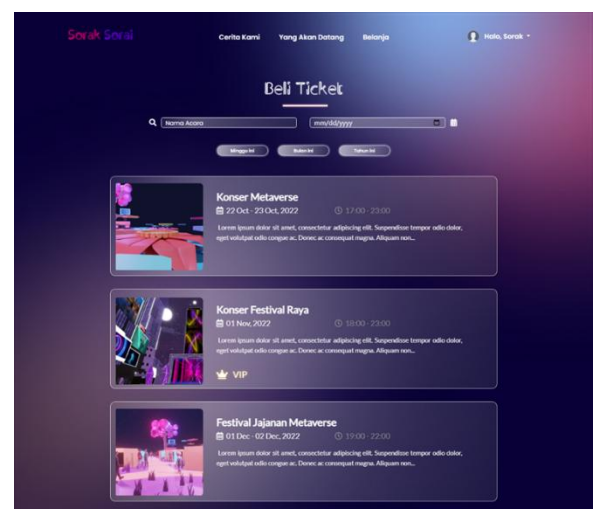 Sorak Sorai
Cerita Kami Yang Akan Datang Belanja Halo, Sorak
Beli Ticket
Nama Acara mm/dd/yyyy
Minggu Ini Bulan Ini Tahun Ini
Konser Metaverse
22 Oct - 23 Oct, 2022 17:00 - 23:00
Lorem ipsum dolor sit amet, consectetur adipiscing elit. Suspendisse tempor odio dolor,
eget volutpat odio congue ac. Donec ac consequat magna. Aliquam non...
Konser Festival Raya
01 Nov, 2022 18:00 - 23:00
Lorem ipsum dolor sit amet, consectetur adipiscing elit. Suspendisse tempor odio dolor,
eget volutpat odio congue ac. Donec ac consequat magna. Aliquam non...
VIP
Festival Jajanan Metaverse
01 Dec - 02 Dec, 2022 19:00 - 22:00
Lorem ipsum dolor sit amet, consectetur adipiscing elit. Suspendisse tempor odio dolor,
eget volutpat odio congue ac. Donec ac consequat magna. Aliquam non...